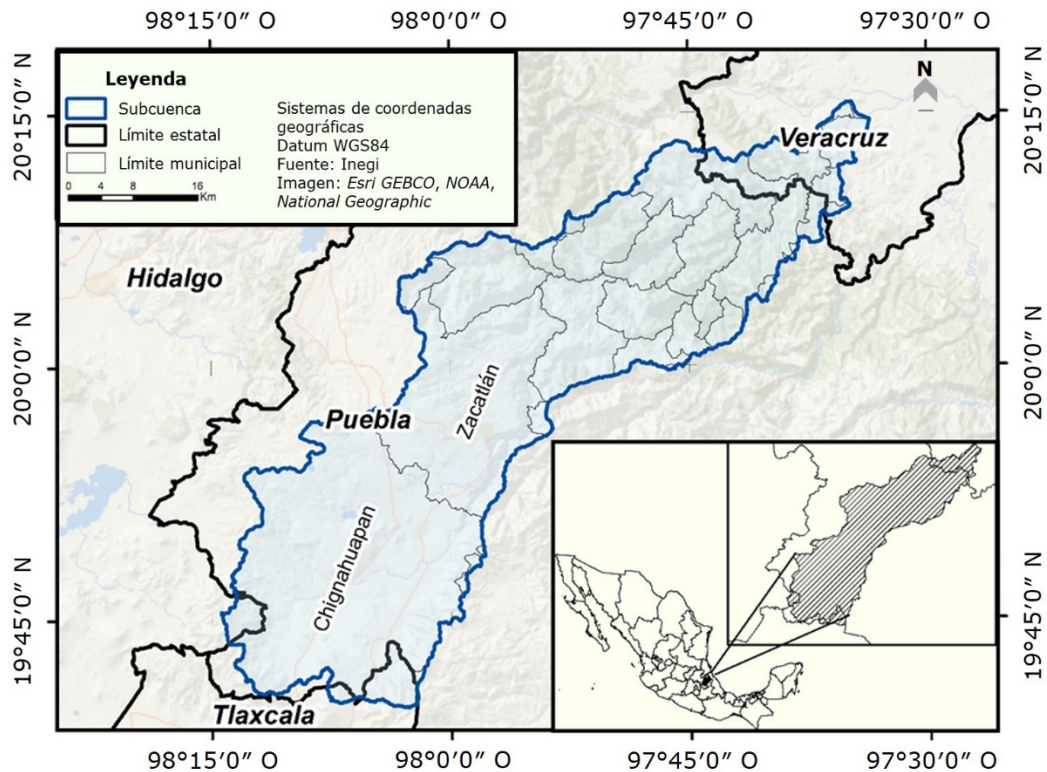 98°15'0" O
98°0'0" O
97°45'0" O
97°30'0" O
20°15'0" N
20°0'0" N
19°45'0" N
Leyenda
Subcuenca
Límite estatal
Límite municipal
0 4 8 16
Km
Sistemas de coordenadas
geográficas
Datum WGS84
Fuente: Inegi
Imagen: Esri GEBCO, NOAA,
National Geographic
N
Veracruz
Hidalgo
Puebla
Zacatlán
Chignahuapan
Tlaxcala
20°15'0" N
20°0'0" N
19°45'0" N
98°15'0" O
98°0'0" O
97°45'0" O
97°30'0" O